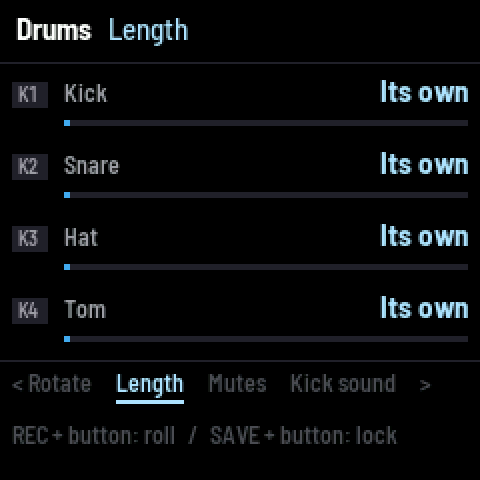 Drums Length
K1 Kick Its own
K2 Snare Its own
K3 Hat Its own
K4 Tom Its own
< Rotate Length Mutes Kick sound >
REC + button: roll / SAVE + button: lock